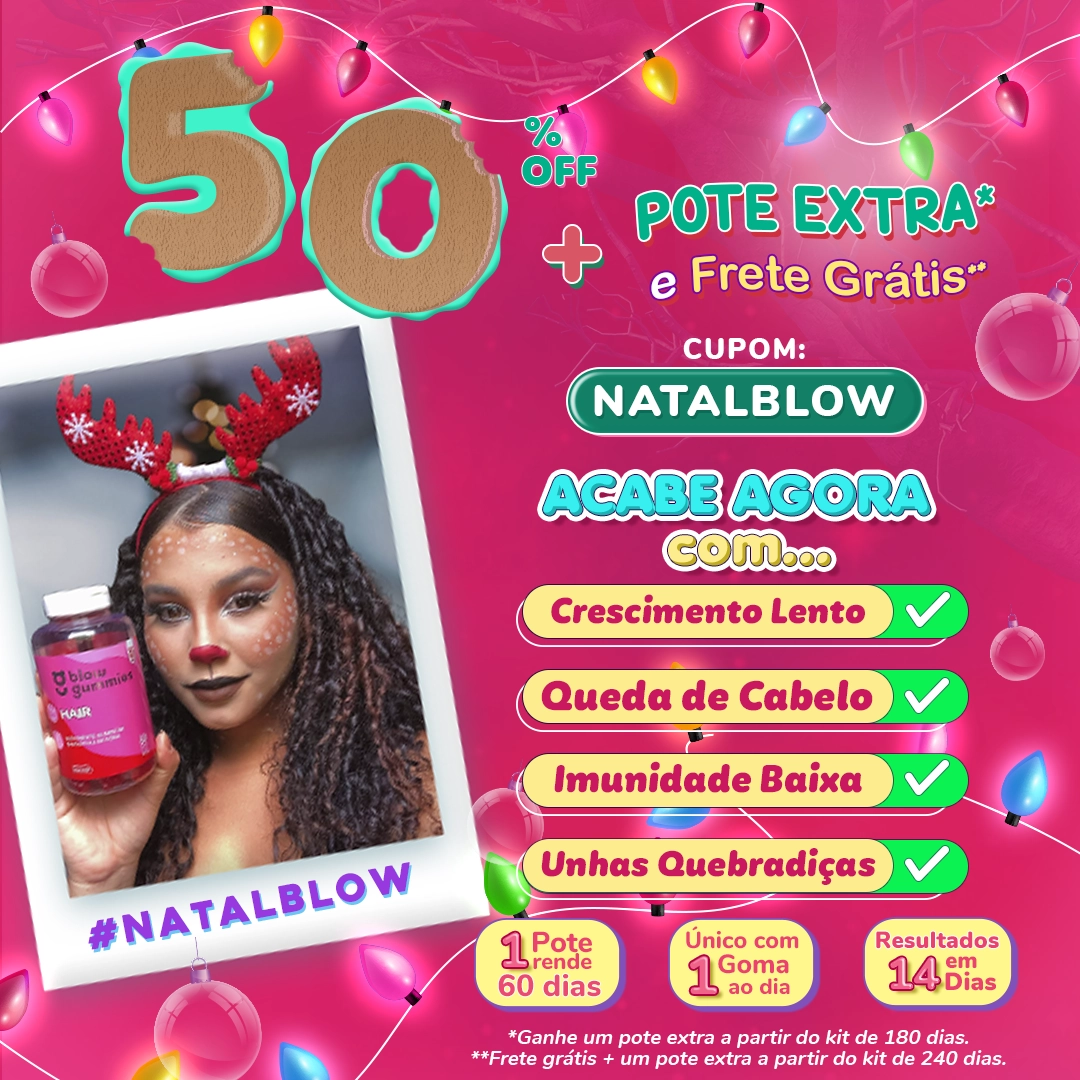 50
%
OFF
+
POTE EXTRA*
e Frete Grátis**
CUPOM:
NATALBLOW
ACABE AGORA
com...
Crescimento Lento
Queda de Cabelo
Imunidade Baixa
Unhas Quebradiças
blow
gummies
HAIR
#NATALBLOW
1 Pote
rende
60 dias
Único com
1 Goma
ao dia
Resultados
14 em
Dias
*Ganhe um pote extra a partir do kit de 180 dias.
**Frete grátis + um pote extra a partir do kit de 240 dias.